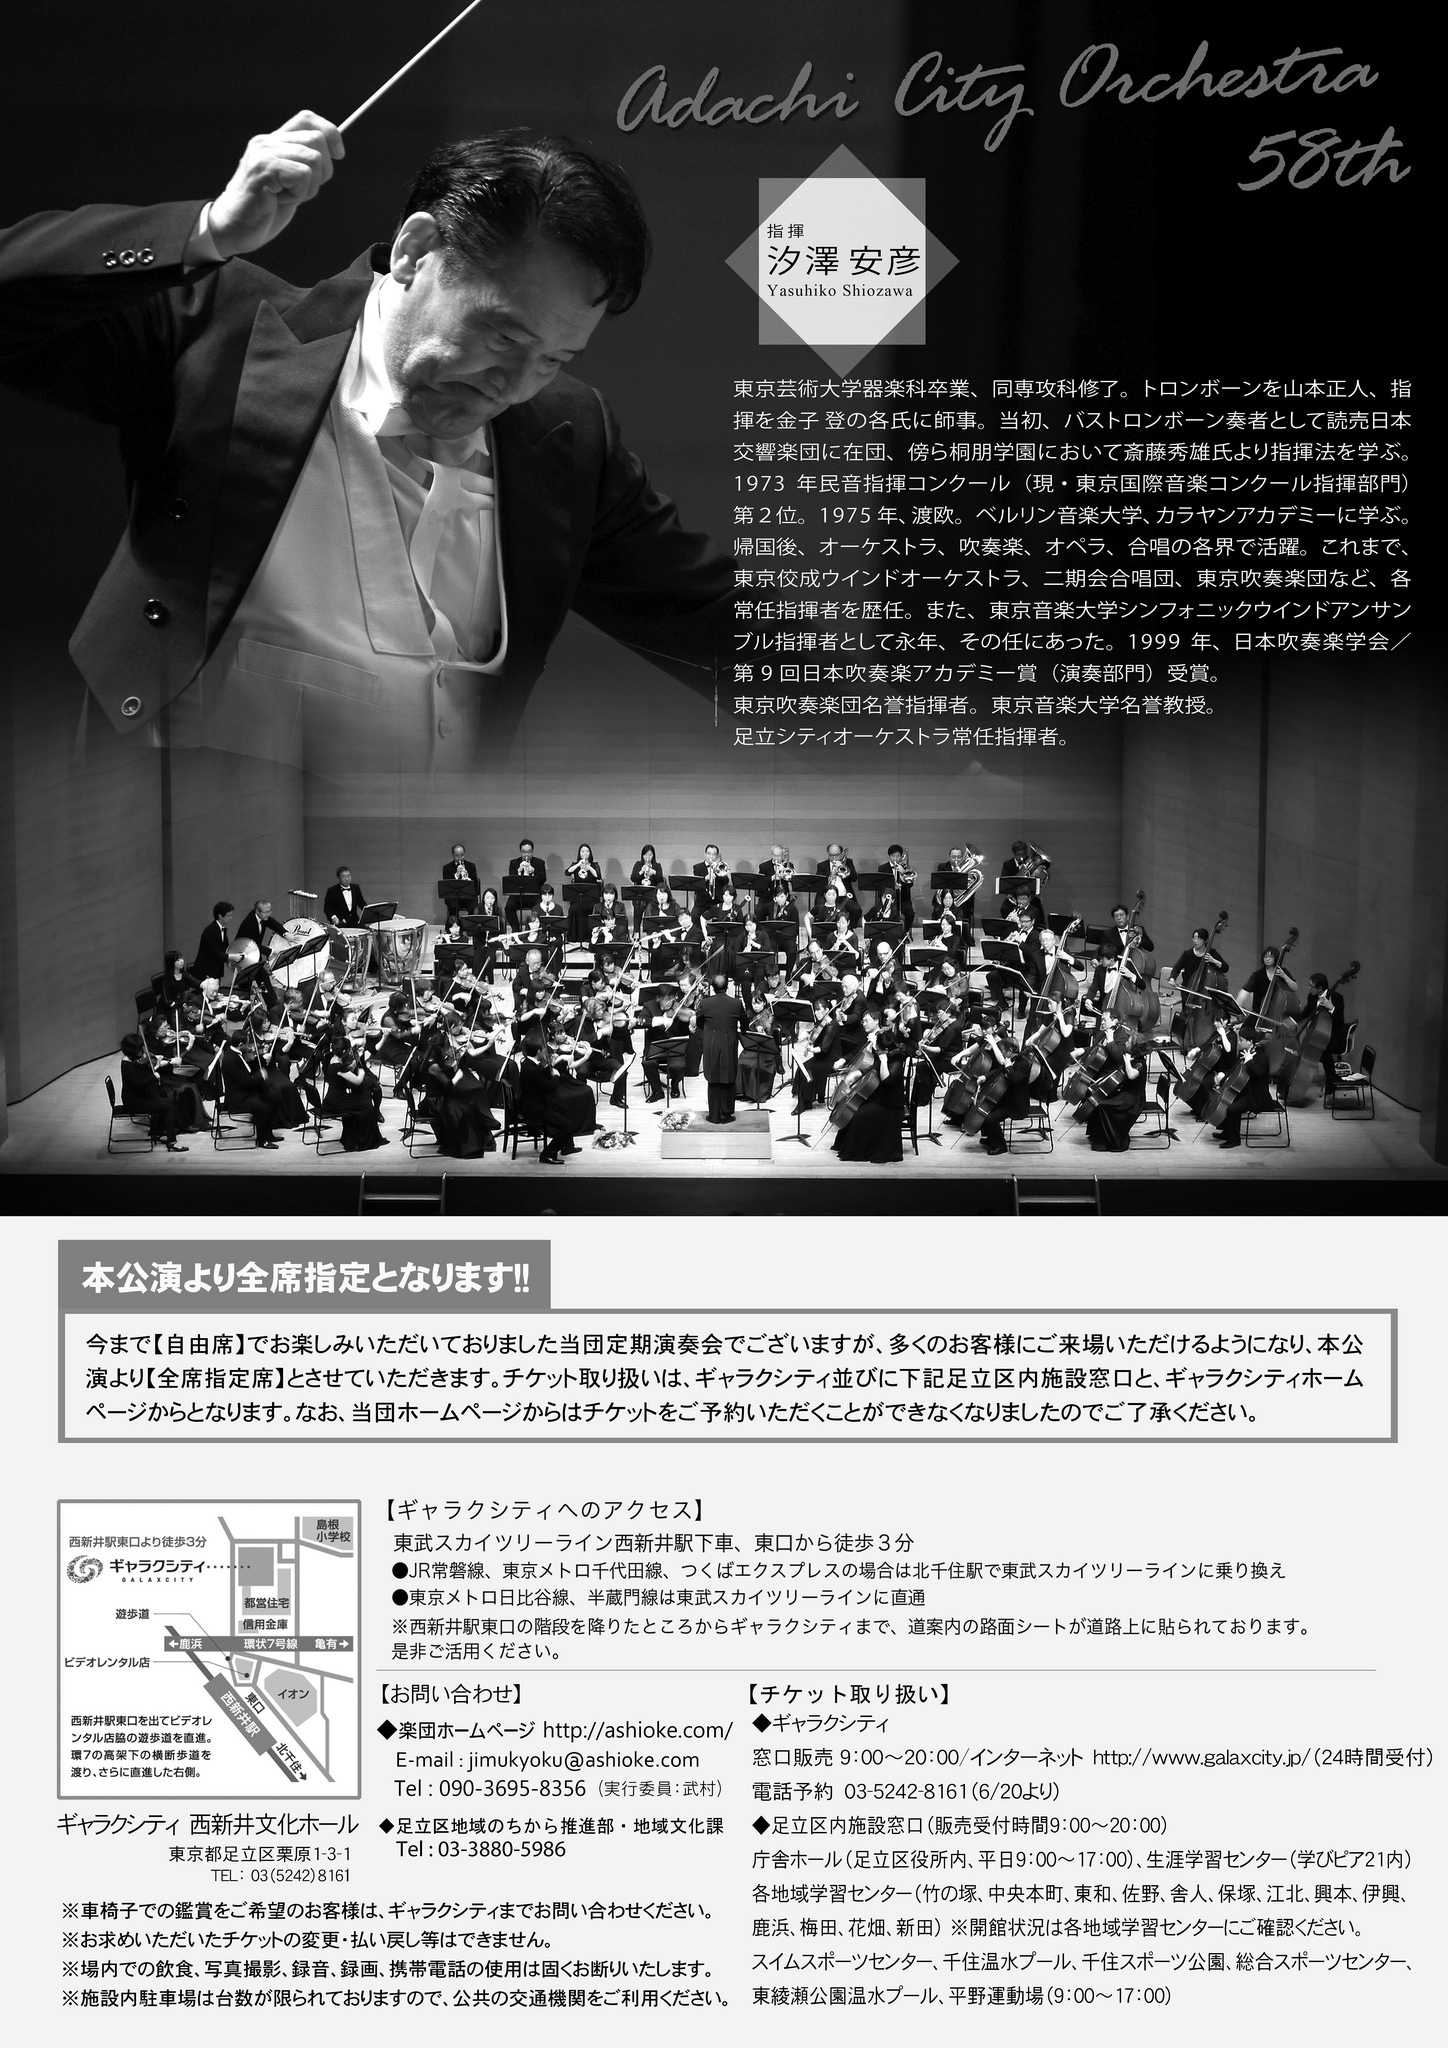 Adachi City Orchestra
58th
指揮
汐澤 安彦
Yasuhiko Shiozawa
東京芸術大学器楽科卒業、同専攻科修了。トロンボーンを山本正人、指
揮を金子 登の各氏に師事。当初、バストロンボーン奏者として読売日本
交響楽団に在団、傍ら桐朋学園において斎藤秀雄氏より指揮法を学ぶ。
1973 年民音指揮コンクール（現・東京国際音楽コンクール指揮部門）
第２位。1975 年、渡欧。ベルリン音楽大学、カラヤンアカデミーに学ぶ。
帰国後、オーケストラ、吹奏楽、オペラ、合唱の各界で活躍。これまで、
東京佼成ウインドオーケストラ、二期会合唱団、東京吹奏楽団など、各
常任指揮者を歴任。また、東京音楽大学シンフォニックウインドアンサン
ブル指揮者として永年、その任にあった。1999 年、日本吹奏楽学会／
第 9 回日本吹奏楽アカデミー賞（演奏部門）受賞。
東京吹奏楽団名誉指揮者。東京音楽大学名誉教授。
足立シティオーケストラ常任指揮者。
Pearl
本公演より全席指定となります!!
今まで【自由席】でお楽しみいただいておりました当団定期演奏会でございますが、多くのお客様にご来場いただけるようになり、本公
演より【全席指定席】とさせていただきます。チケット取り扱いは、ギャラクシティ並びに下記足立区内施設窓口と、ギャラクシティホーム
ページからとなります。なお、当団ホームページからはチケットをご予約いただくことができなくなりましたのでご了承ください。
西新井駅東口より徒歩3分
島根
小学校
ギャラクシティ
GALAXCITY
都営住宅
信用金庫
遊歩道
←鹿浜 環状7号線 亀有→
ビデオレンタル店
イオン
東口
西新井駅
北千住→
西新井駅東口を出てビデオレ
ンタル店脇の遊歩道を直進。
環7の高架下の横断歩道を
渡り、さらに直進した右側。
ギャラクシティ 西新井文化ホール
東京都足立区栗原1-3-1
TEL: 03(5242)8161
【ギャラクシティへのアクセス】
東武スカイツリーライン西新井駅下車、東口から徒歩３分
●JR常磐線、東京メトロ千代田線、つくばエクスプレスの場合は北千住駅で東武スカイツリーラインに乗り換え
●東京メトロ日比谷線、半蔵門線は東武スカイツリーラインに直通
※西新井駅東口の階段を降りたところからギャラクシティまで、道案内の路面シートが道路上に貼られております。
是非ご活用ください。
【お問い合わせ】
◆楽団ホームページ http://ashioke.com/
E-mail : jimukyoku@ashioke.com
Tel : 090-3695-8356（実行委員：武村）
◆足立区地域のちから推進部・地域文化課
Tel : 03-3880-5986
※車椅子での鑑賞をご希望のお客様は、ギャラクシティまでお問い合わせください。
※お求めいただいたチケットの変更・払い戻し等はできません。
※場内での飲食、写真撮影、録音、録画、携帯電話の使用は固くお断りいたします。
※施設内駐車場は台数が限られておりますので、公共の交通機関をご利用ください。
【チケット取り扱い】
◆ギャラクシティ
窓口販売 9:00〜20:00/インターネット http://www.galaxcity.jp/(24時間受付)
電話予約 03-5242-8161(6/20より)
◆足立区内施設窓口(販売受付時間9:00〜20:00)
庁舎ホール(足立区役所内、平日9:00〜17:00)、生涯学習センター(学びピア21内)
各地域学習センター(竹の塚、中央本町、東和、佐野、舎人、保塚、江北、興本、伊興、
鹿浜、梅田、花畑、新田) ※開館状況は各地域学習センターにご確認ください。
スイムスポーツセンター、千住温水プール、千住スポーツ公園、総合スポーツセンター、
東綾瀬公園温水プール、平野運動場(9:00〜17:00)